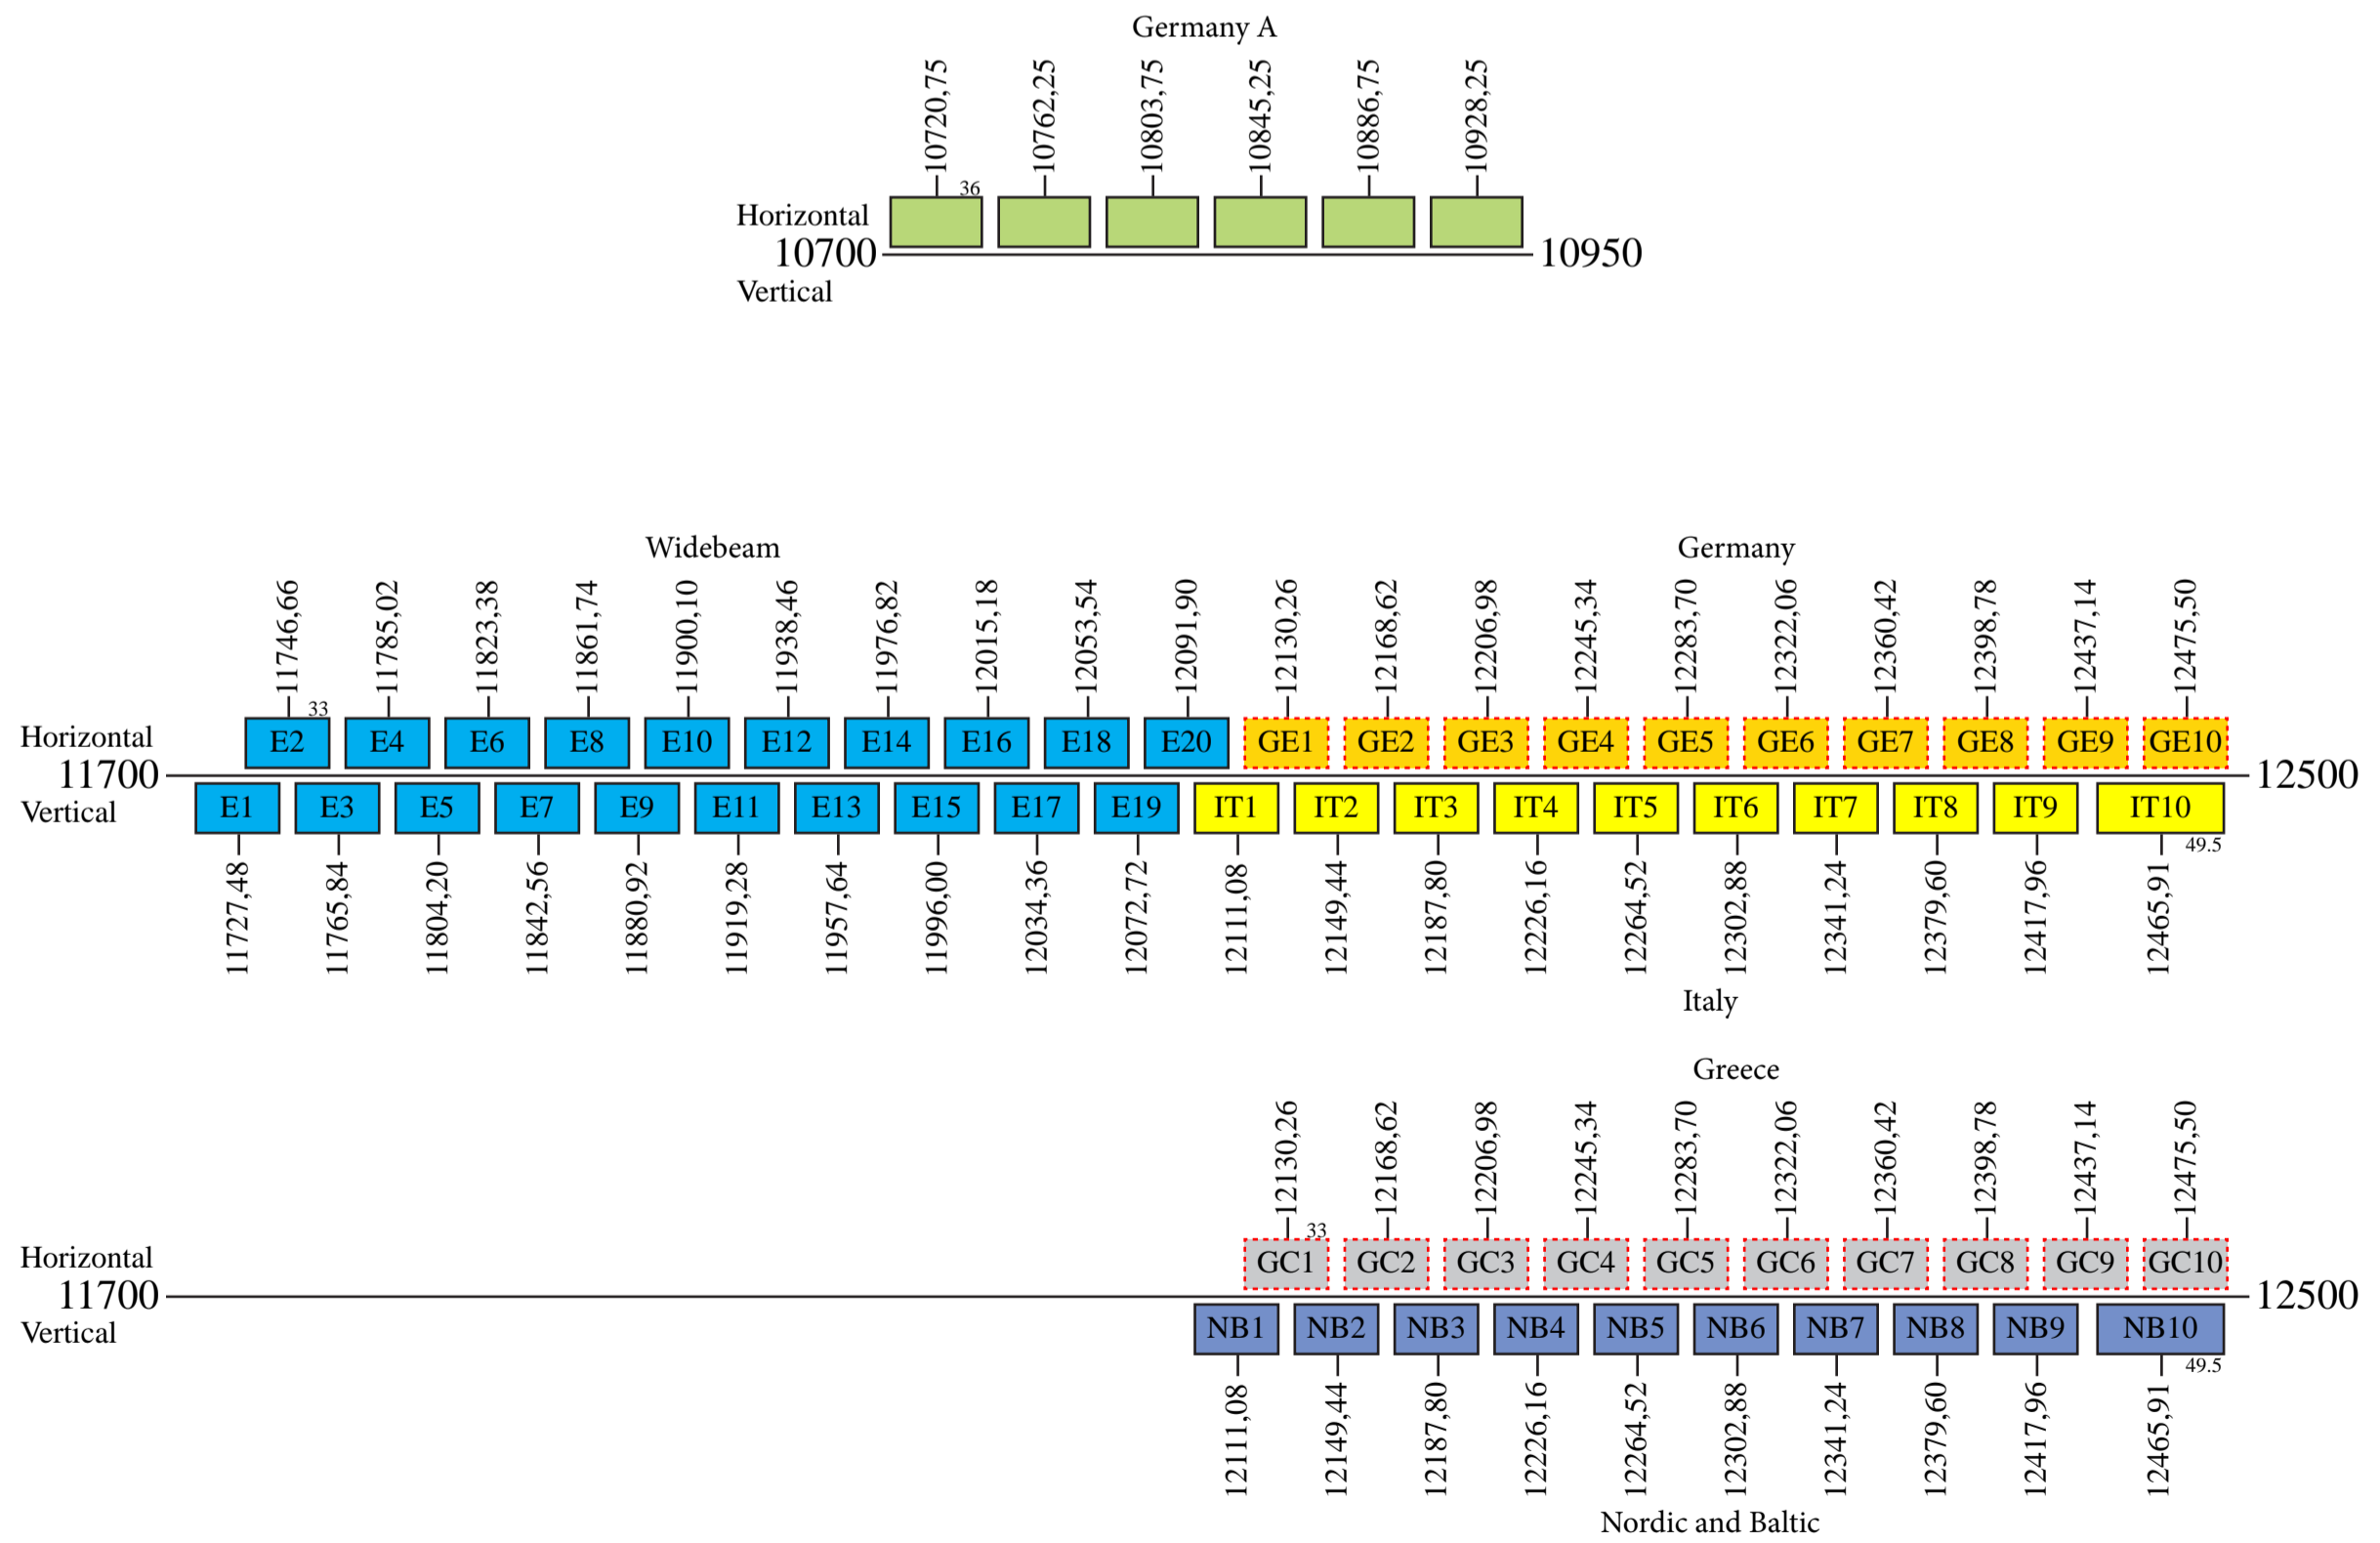 Germany A
10720,75 10762,25 10803,75 10845,25 10886,75 10928,25
36
Horizontal
10700 10950
Vertical
Widebeam Germany
11746,66 11785,02 11823,38 11861,74 11900,10 11938,46 11976,82 12015,18 12053,54 12091,90 12130,26 12168,62 12206,98 12245,34 12283,70 12322,06 12360,42 12398,78 12437,14 12475,50
33
Horizontal E2 E4 E6 E8 E10 E12 E14 E16 E18 E20 GE1 GE2 GE3 GE4 GE5 GE6 GE7 GE8 GE9 GE10
11700 12500
Vertical E1 E3 E5 E7 E9 E11 E13 E15 E17 E19 IT1 IT2 IT3 IT4 IT5 IT6 IT7 IT8 IT9 IT10
49.5
11727,48 11765,84 11804,20 11842,56 11880,92 11919,28 11957,64 11996,00 12034,36 12072,72 12111,08 12149,44 12187,80 12226,16 12264,52 12302,88 12341,24 12379,60 12417,96 12465,91
Italy
Greece
12130,26 12168,62 12206,98 12245,34 12283,70 12322,06 12360,42 12398,78 12437,14 12475,50
33
Horizontal GC1 GC2 GC3 GC4 GC5 GC6 GC7 GC8 GC9 GC10
11700 12500
Vertical NB1 NB2 NB3 NB4 NB5 NB6 NB7 NB8 NB9 NB10
49.5
12111,08 12149,44 12187,80 12226,16 12264,52 12302,88 12341,24 12379,60 12417,96 12465,91
Nordic and Baltic